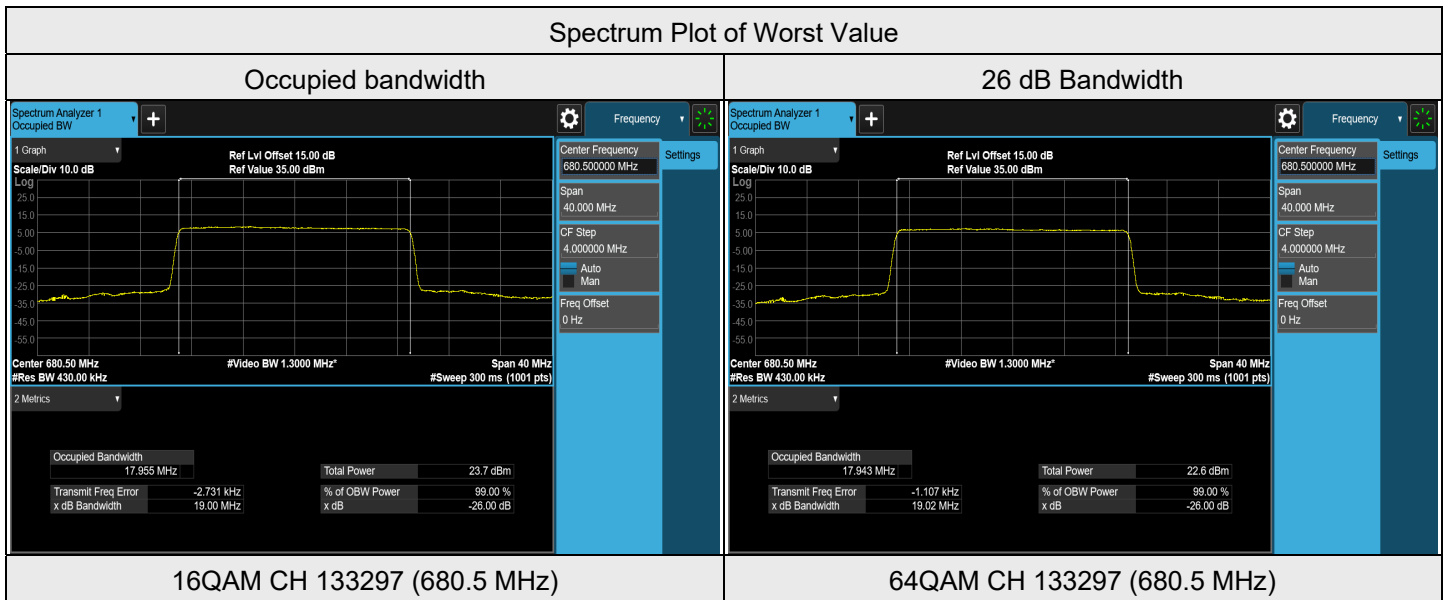 Spectrum Plot of Worst Value
Occupied bandwidth
26 dB Bandwidth
Spectrum Analyzer 1
Occupied BW
+
Frequency
1 Graph
Scale/Div 10.0 dB
Ref Lvl Offset 15.00 dB
Ref Value 35.00 dBm
Log
25.0
15.0
5.00
-5.00
-15.0
-25.0
-35.0
-45.0
-55.0
Center 680.50 MHz
#Res BW 430.00 kHz
#Video BW 1.3000 MHz*
Span 40 MHz
#Sweep 300 ms (1001 pts)
Center Frequency
680.500000 MHz
Settings
Span
40.000 MHz
CF Step
4.000000 MHz
Auto
Man
Freq Offset
0 Hz
2 Metrics
Occupied Bandwidth
17.955 MHz
Total Power 23.7 dBm
Transmit Freq Error -2.731 kHz
% of OBW Power 99.00 %
x dB Bandwidth 19.00 MHz
x dB -26.00 dB
Spectrum Analyzer 1
Occupied BW
+
Frequency
1 Graph
Scale/Div 10.0 dB
Ref Lvl Offset 15.00 dB
Ref Value 35.00 dBm
Log
25.0
15.0
5.00
-5.00
-15.0
-25.0
-35.0
-45.0
-55.0
Center 680.50 MHz
#Res BW 430.00 kHz
#Video BW 1.3000 MHz*
Span 40 MHz
#Sweep 300 ms (1001 pts)
Center Frequency
680.500000 MHz
Settings
Span
40.000 MHz
CF Step
4.000000 MHz
Auto
Man
Freq Offset
0 Hz
2 Metrics
Occupied Bandwidth
17.943 MHz
Total Power 22.6 dBm
Transmit Freq Error -1.107 kHz
% of OBW Power 99.00 %
x dB Bandwidth 19.02 MHz
x dB -26.00 dB
16QAM CH 133297 (680.5 MHz)
64QAM CH 133297 (680.5 MHz)